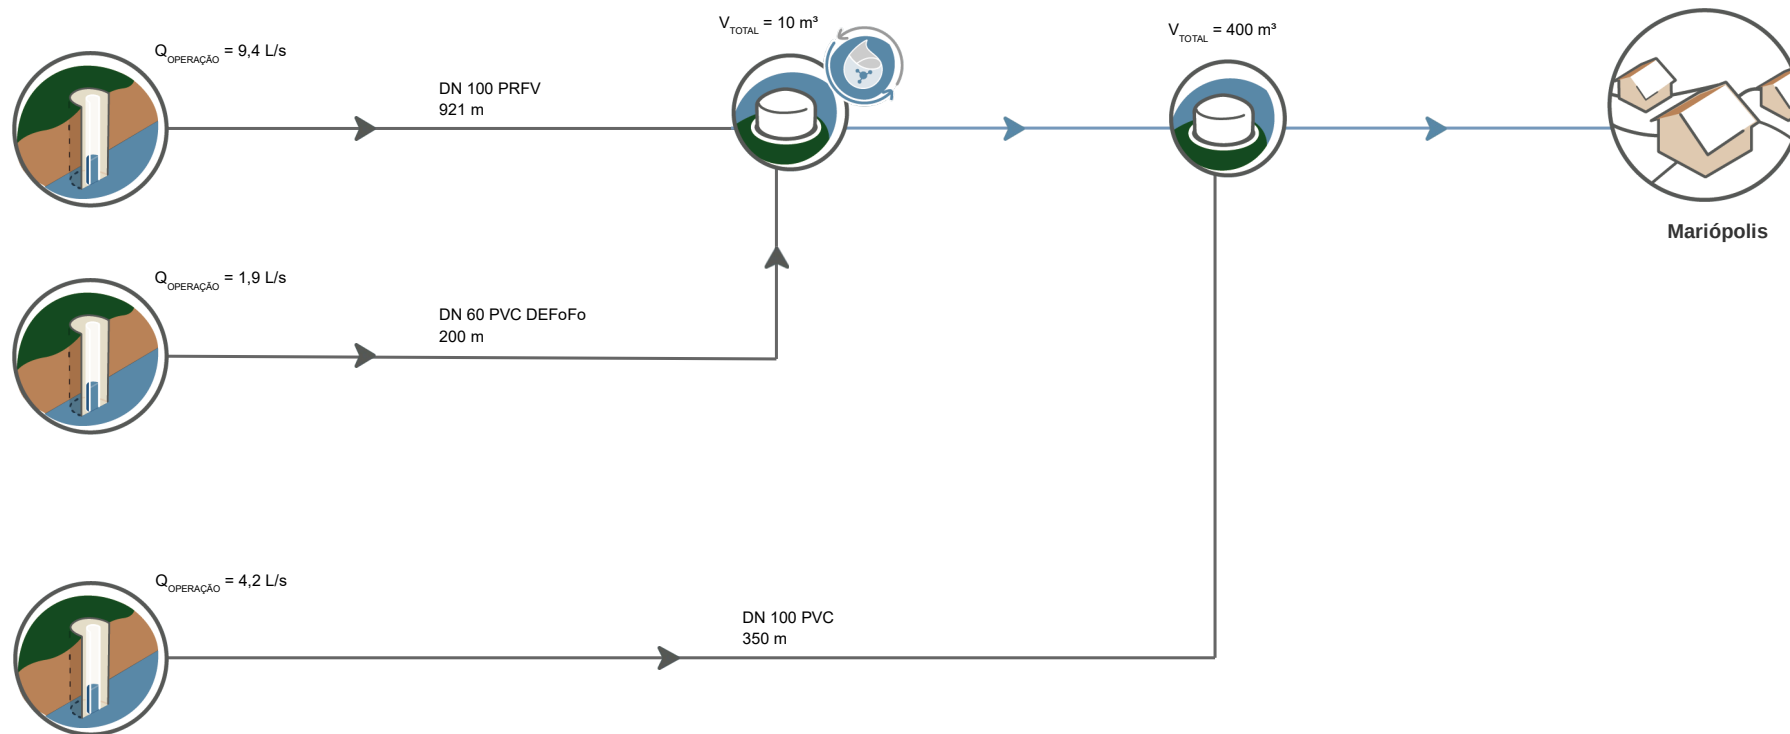 V TOTAL = 10 m³
V TOTAL = 400 m³
Q OPERAÇÃO = 9,4 L/s
DN 100 PRFV
921 m
Mariópolis
Q OPERAÇÃO = 1,9 L/s
DN 60 PVC DEFoFo
200 m
Q OPERAÇÃO = 4,2 L/s
DN 100 PVC
350 m